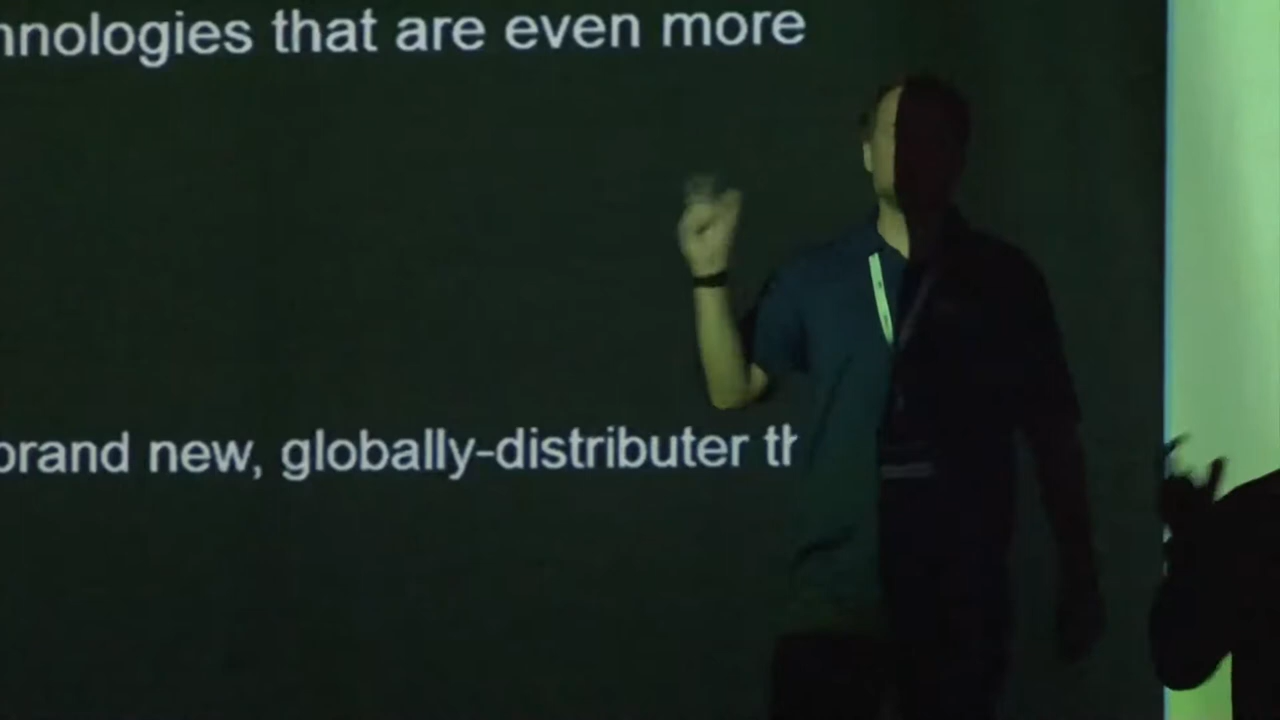 nnologies that are even more
brand new, globally-distributer th